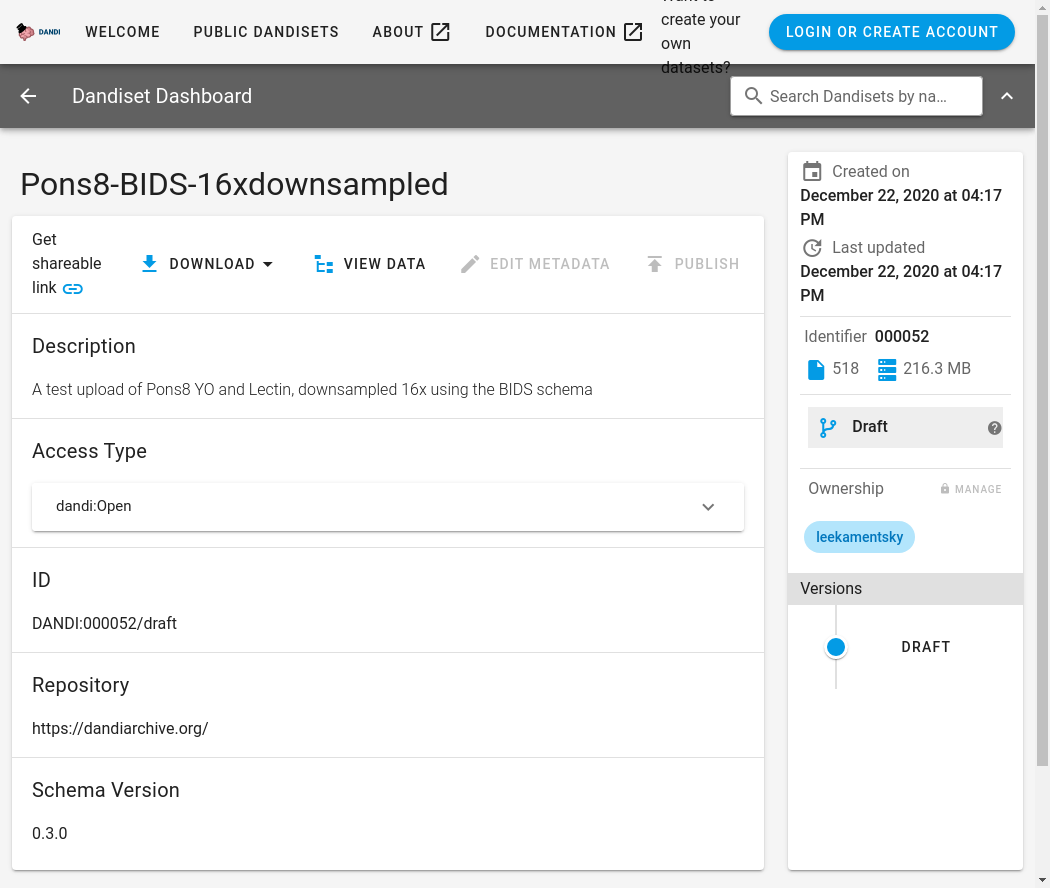 DANDI
WELCOME
PUBLIC DANDISETS
ABOUT
DOCUMENTATION
create your
own
datasets?
LOGIN OR CREATE ACCOUNT
Dandiset Dashboard
Search Dandisets by na...
Pons8-BIDS-16xdownsampled
Get
shareable
link
DOWNLOAD
VIEW DATA
EDIT METADATA
PUBLISH
Description
A test upload of Pons8 YO and Lectin, downsampled 16x using the BIDS schema
Access Type
dandi:Open
ID
DANDI:000052/draft
Repository
https://dandiarchive.org/
Schema Version
0.3.0
Created on
December 22, 2020 at 04:17
PM
Last updated
December 22, 2020 at 04:17
PM
Identifier 000052
518 216.3 MB
Draft
Ownership
MANAGE
leekamentsky
Versions
DRAFT